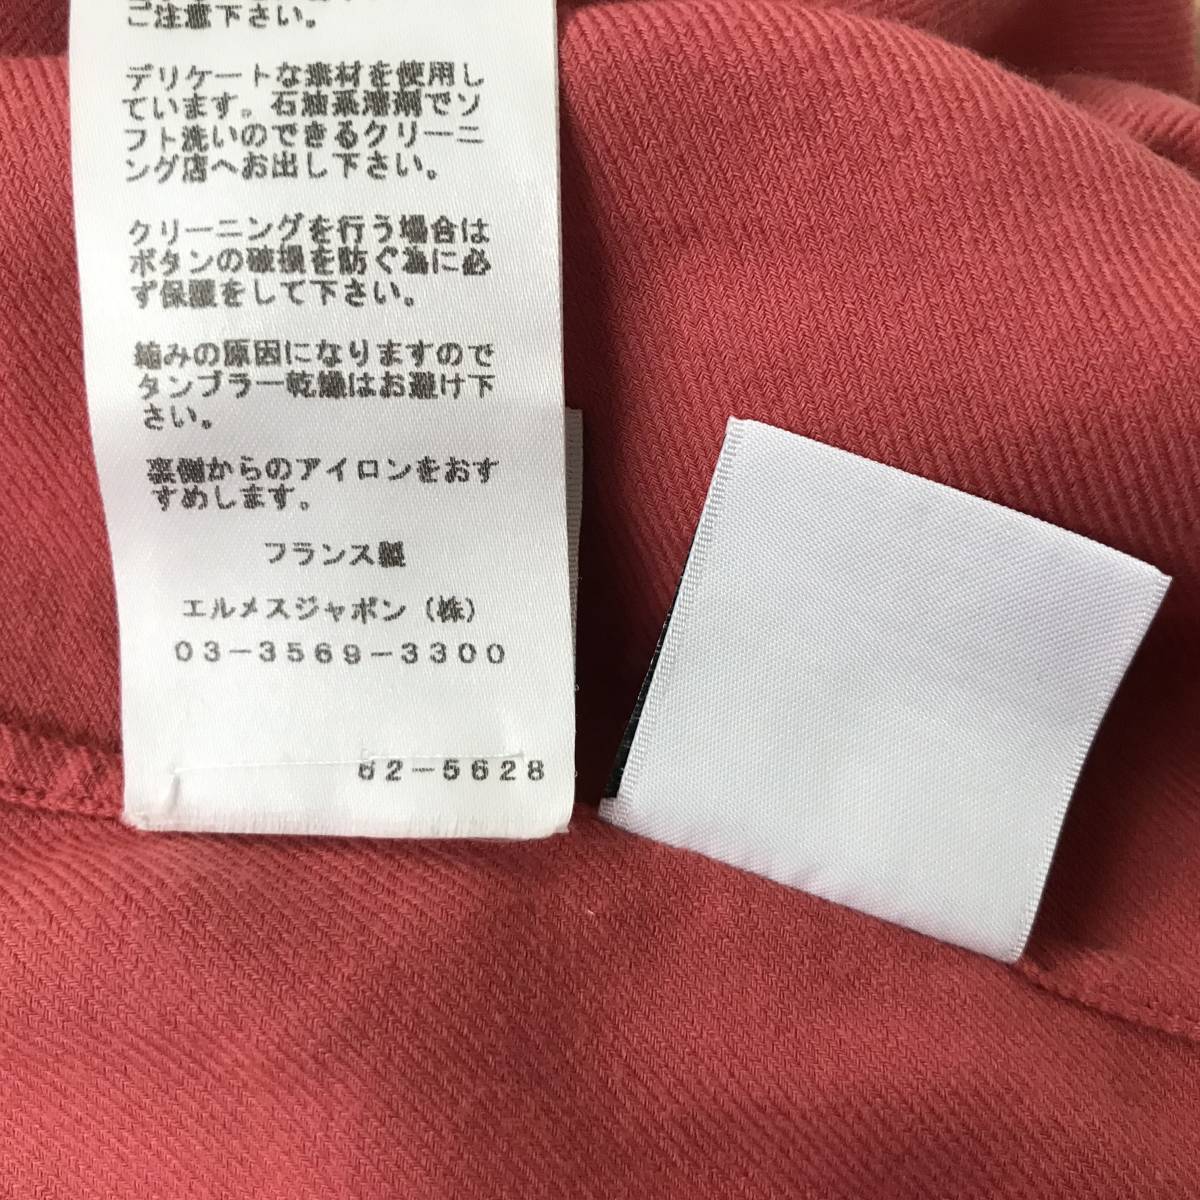 ご注意下さい。
デリケートな素材を使用し
ています。石油系溶剤でソ
フト洗いのできるクリーニ
ング店へお出し下さい。
クリーニングを行う場合は
ボタンの破損を防ぐ為に必
ず保護をして下さい。
縮みの原因になりますので
タンブラー乾燥はお避け下
さい。
裏側からのアイロンをおす
すめします。
フランス製
エルメスジャポン（株）
03-3569-3300
62-5628